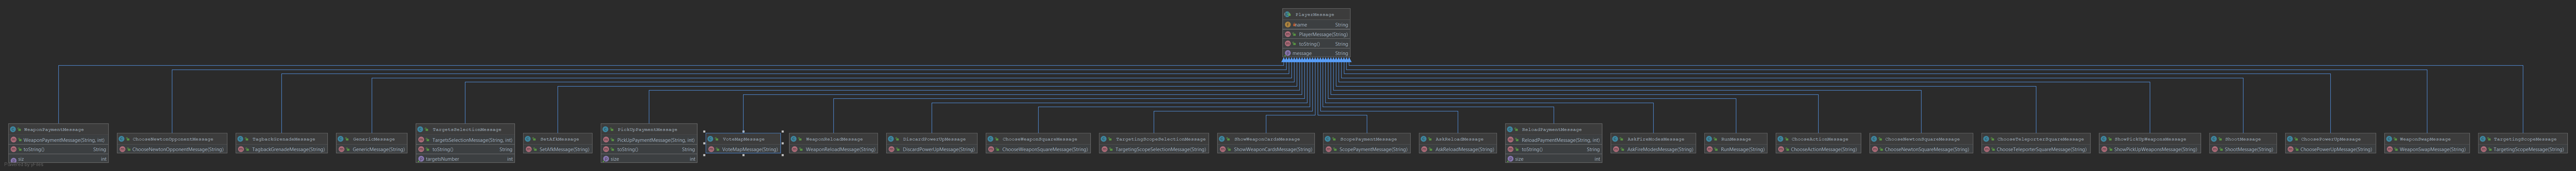 PlayerMessage
name String
PlayerMessage(String)
toString() String
message String
WeaponPaymentMessage
WeaponPaymentMessage(String, int)
toString() String
int
ChooseNewtonOpponentMessage
ChooseNewtonOpponentMessage(String)
TagbackGrenadeMessage
TagbackGrenadeMessage(String)
GenericMessage
GenericMessage(String)
TargetsSelectionMessage
TargetSelectionMessage(String, int)
toString() String
targetsNumber int
SetAfkMessage
SetAfkMessage(String)
PickUpPaymentMessage
PickUpPaymentMessage(String, int)
toString() String
size int
VoteMapMessage
VoteMapMessage(String)
WeaponReloadMessage
WeaponReloadMessage(String)
DiscardPowerUpMessage
DiscardPowerUpMessage(String)
ChooseWeaponSquareMessage
ChooseWeaponSquareMessage(String)
TargetingScopeSelectionMessage
TargetingScopeSelectionMessage(String)
ShowWeaponCardsMessage
ShowWeaponCardsMessage(String)
ScopePaymentMessage
ScopePaymentMessage(String)
AskReloadMessage
AskReloadMessage(String)
ReloadPaymentMessage
ReloadPaymentMessage(String, int)
toString() String
size int
AskFireModesMessage
AskFireModesMessage(String)
RunMessage
RunMessage(String)
ChooseActionMessage
ChooseActionMessage(String)
ChooseNewtonSquareMessage
ChooseNewtonSquareMessage(String)
ChooseTeleporterSquareMessage
ChooseTeleporterSquareMessage(String)
ShowPickUpWeaponsMessage
ShowPickUpWeaponsMessage(String)
ShootMessage
ShootMessage(String)
ChoosePowerUpMessage
ChoosePowerUpMessage(String)
WeaponSwapMessage
WeaponSwapMessage(String)
TargetingScopeMessage
TargetingScopeMessage(String)